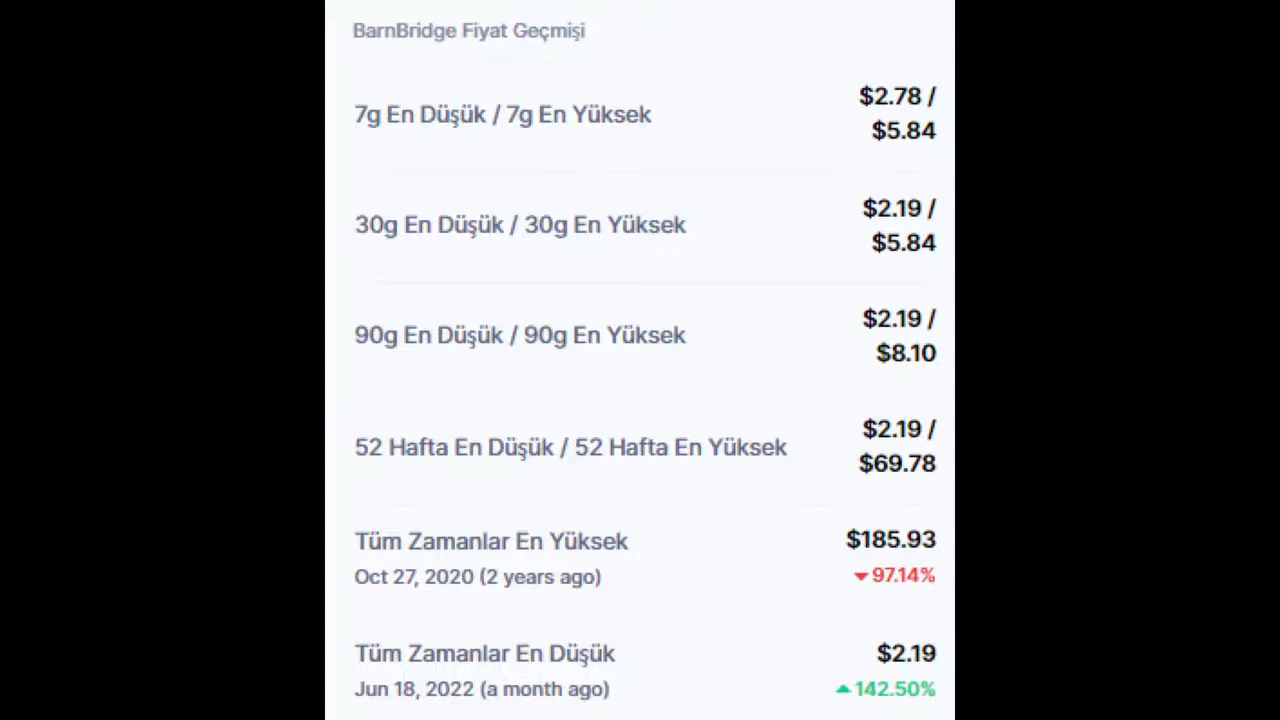 BarnBridge Fiyat Geçmişi
7g En Düşük / 7g En Yüksek
$2.78 /
$5.84
30g En Düşük / 30g En Yüksek
$2.19 /
$5.84
90g En Düşük / 90g En Yüksek
$2.19 /
$8.10
52 Hafta En Düşük / 52 Hafta En Yüksek
$2.19 /
$69.78
Tüm Zamanlar En Yüksek
$185.93
Oct 27, 2020 (2 years ago)
97.14%
Tüm Zamanlar En Düşük
$2.19
Jun 18, 2022 (a month ago)
142.50%